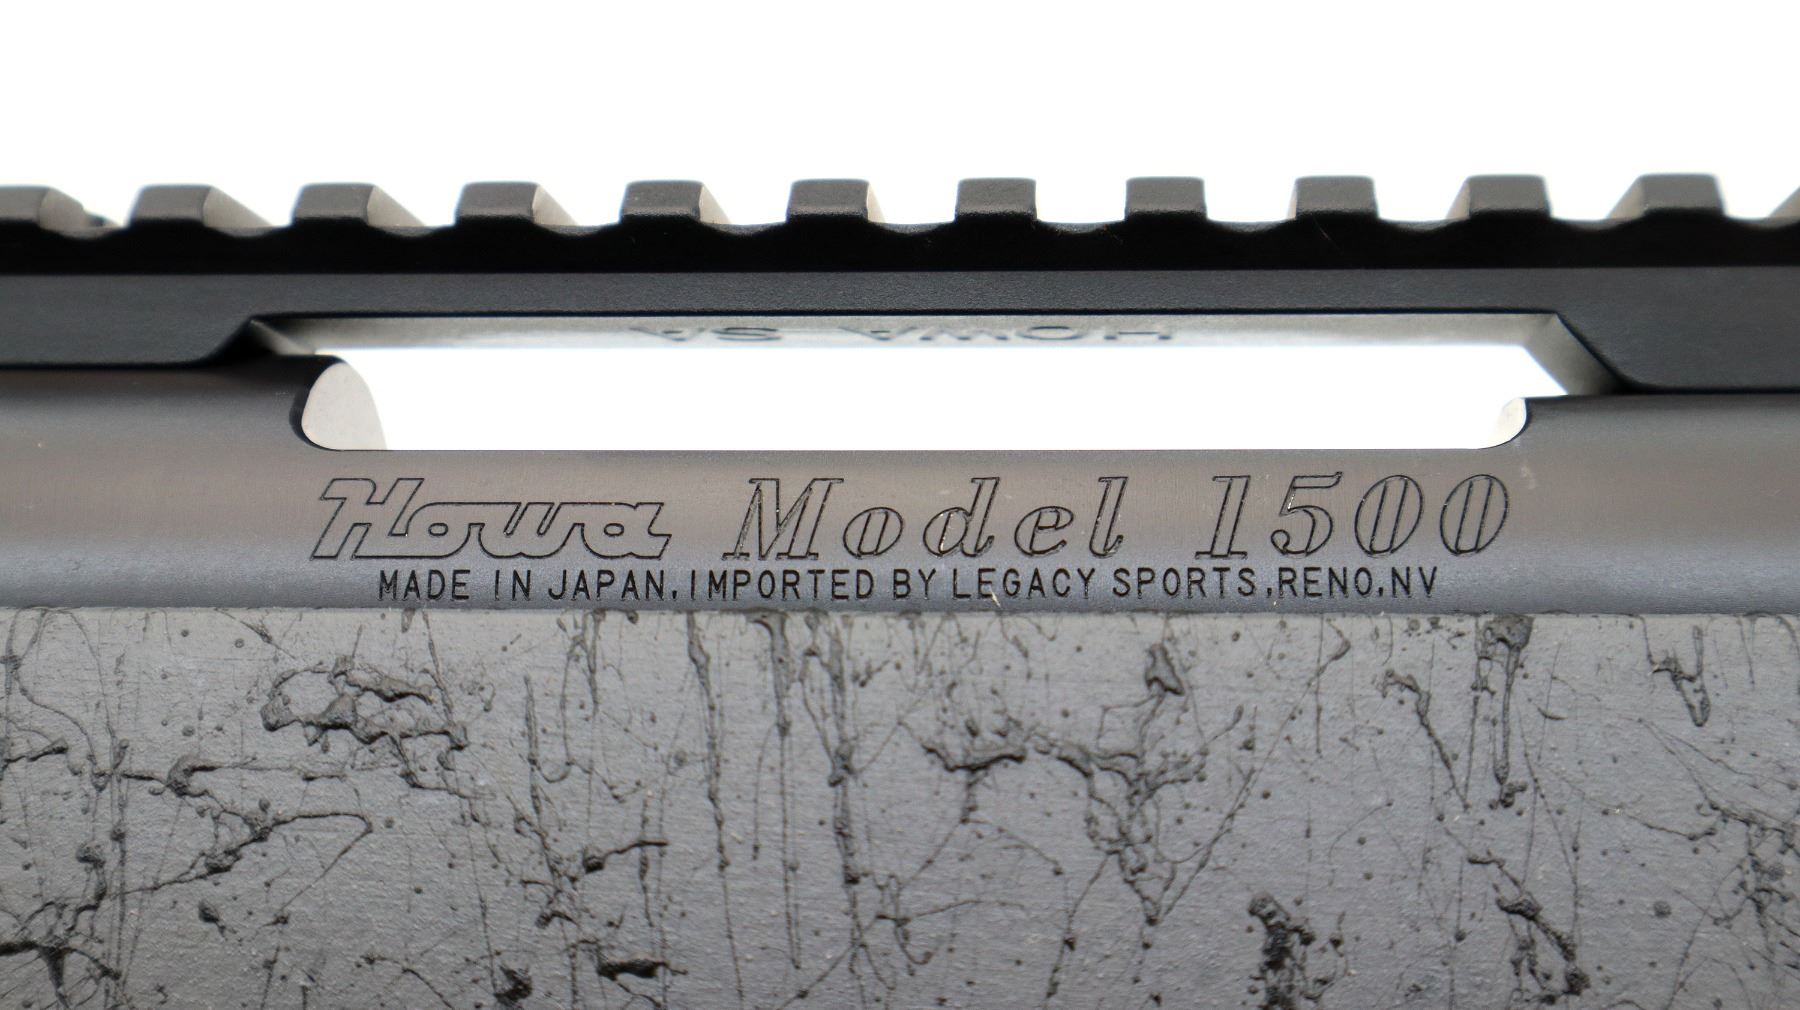 HOWA SA
Howa Model 1500
MADE IN JAPAN.IMPORTED BY LEGACY SPORTS.RENO.NV